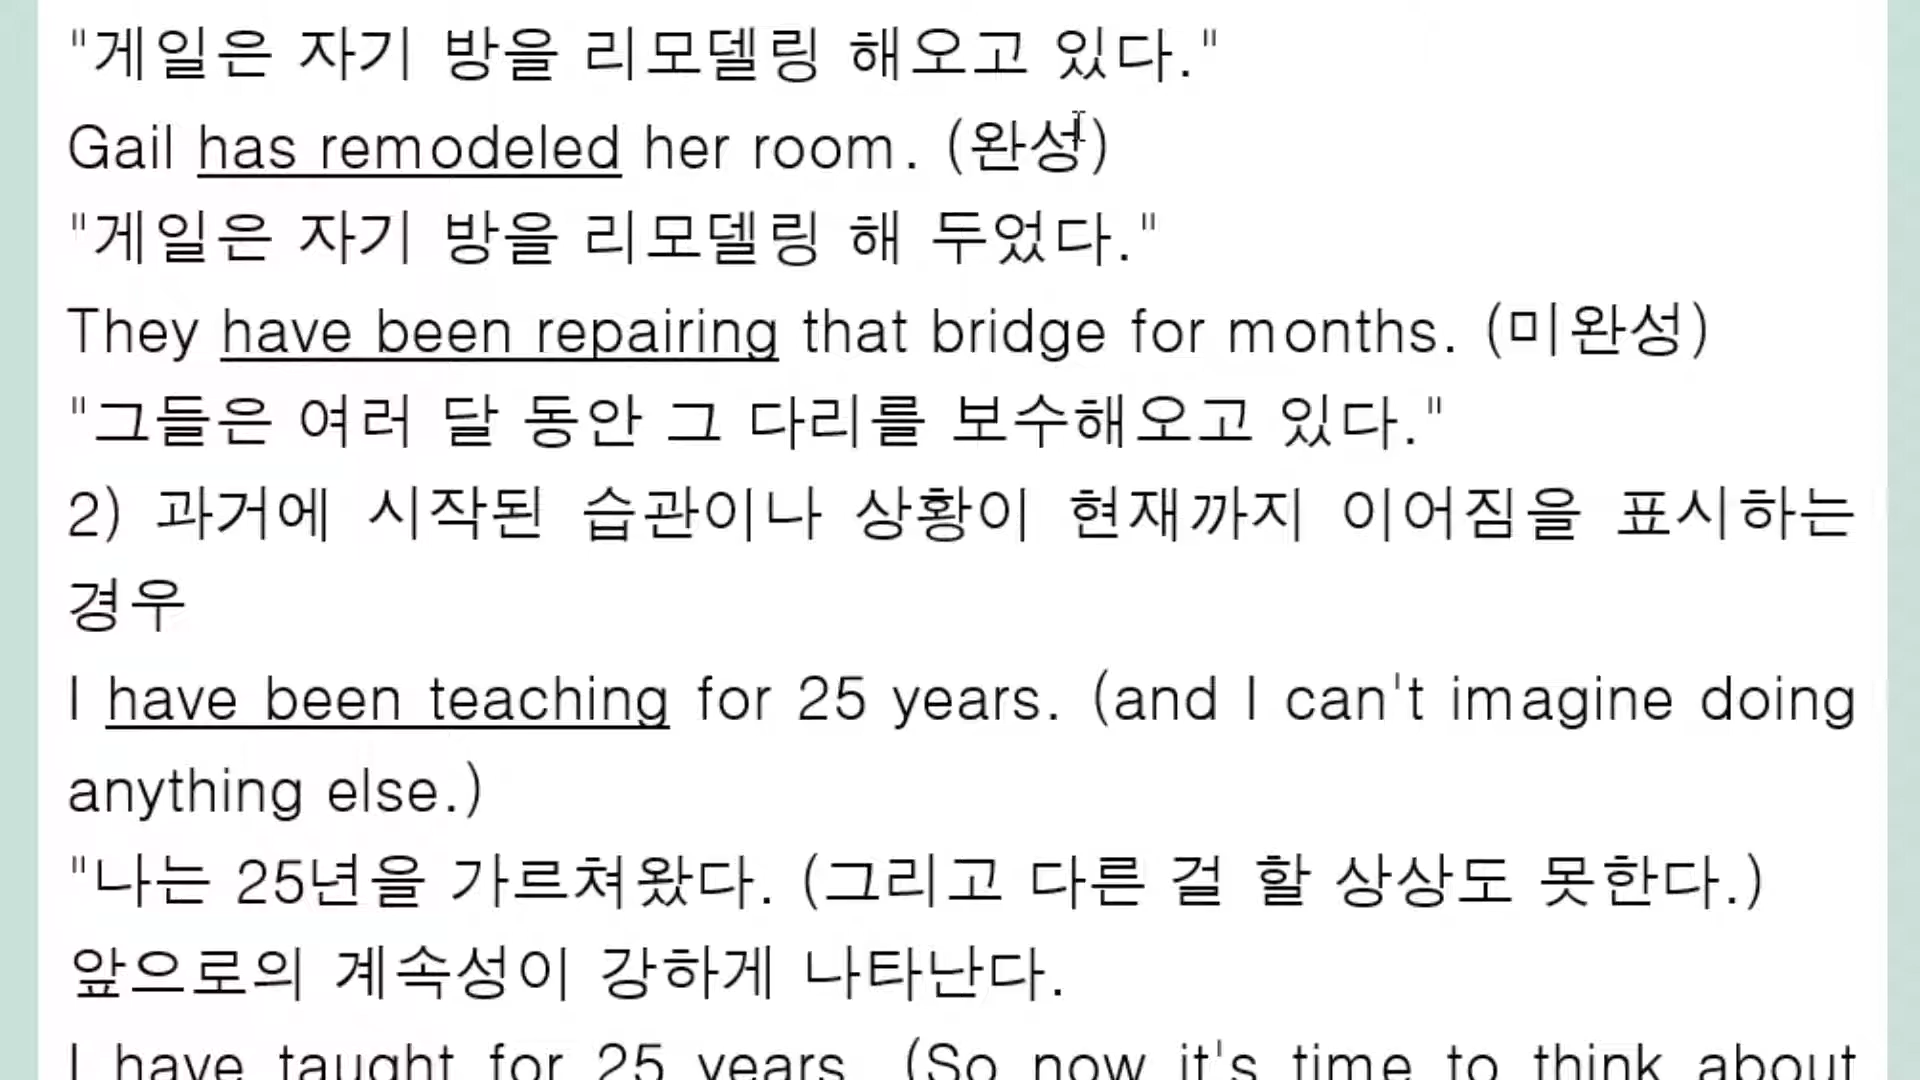 "게일은 자기 방을 리모델링 해오고 있다."
Gail has remodeled her room. (완성)
"게일은 자기 방을 리모델링 해 두었다."
They have been repairing that bridge for months. (미완성)
"그들은 여러 달 동안 그 다리를 보수해오고 있다."
2) 과거에 시작된 습관이나 상황이 현재까지 이어짐을 표시하는
경우
I have been teaching for 25 years. (and I can't imagine doing
anything else.)
"나는 25년을 가르쳐왔다. (그리고 다른 걸 할 상상도 못한다.)
앞으로의 계속성이 강하게 나타난다.
I have taught for 25 years. (So now it's time to think about